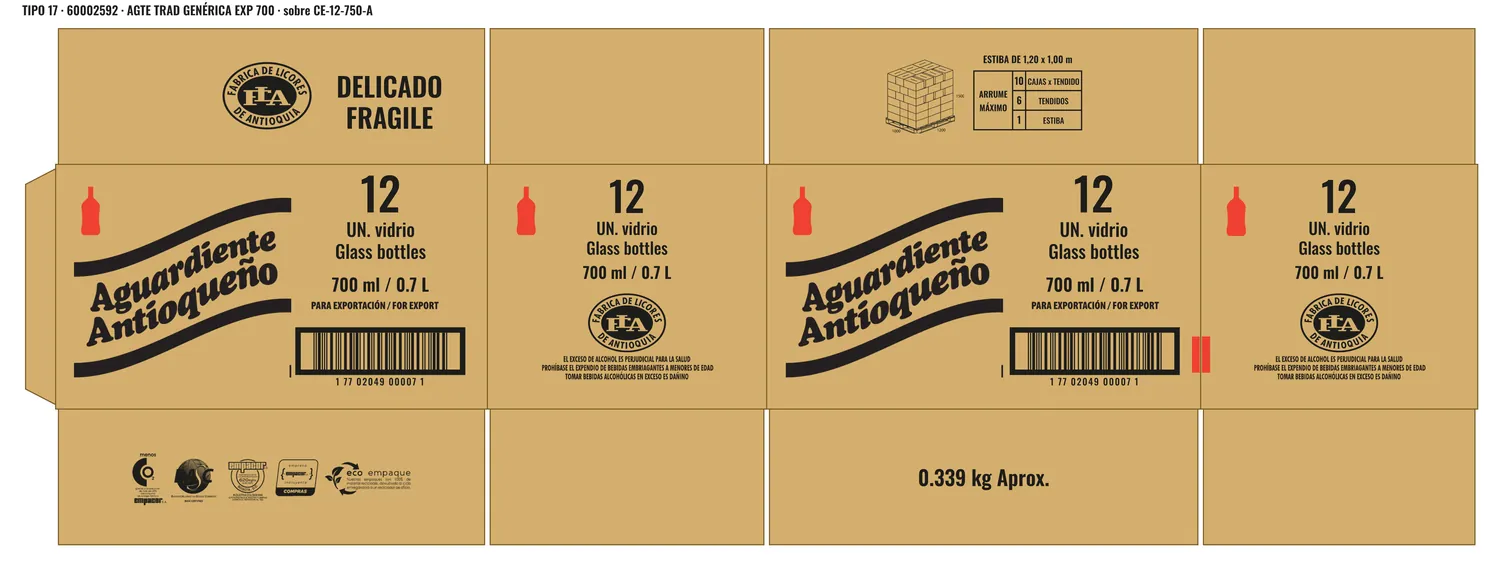 TIPO 17 · 60002592 · AGTE TRAD GENÉRICA EXP 700 · sobre CE-12-750-A
FÁBRICA DE LICORES
FLA
DE ANTIOQUIA
DELICADO
FRAGILE
ESTIBA DE 1,20 x 1,00 m
ARRUME
MÁXIMO
10 CAJAS x TENDIDO
6 TENDIDOS
1 ESTIBA
Aguardiente
Antioqueño
12
UN. vidrio
Glass bottles
700 ml / 0.7 L
PARA EXPORTACIÓN / FOR EXPORT
1 77 02049 00007 1
12
UN. vidrio
Glass bottles
700 ml / 0.7 L
FÁBRICA DE LICORES
FLA
DE ANTIOQUIA
EL EXCESO DE ALCOHOL ES PERJUDICIAL PARA LA SALUD
PROHÍBASE EL EXPENDIO DE BEBIDAS EMBRIAGANTES A MENORES DE EDAD
TOMAR BEBIDAS ALCOHÓLICAS EN EXCESO ES DAÑINO
Aguardiente
Antioqueño
12
UN. vidrio
Glass bottles
700 ml / 0.7 L
PARA EXPORTACIÓN / FOR EXPORT
1 77 02049 00007 1
12
UN. vidrio
Glass bottles
700 ml / 0.7 L
FÁBRICA DE LICORES
FLA
DE ANTIOQUIA
EL EXCESO DE ALCOHOL ES PERJUDICIAL PARA LA SALUD
PROHÍBASE EL EXPENDIO DE BEBIDAS EMBRIAGANTES A MENORES DE EDAD
TOMAR BEBIDAS ALCOHÓLICAS EN EXCESO ES DAÑINO
menos
empacor
empacor
empresa
empacor
COMPRAS
eco empaque
0.339 kg Aprox.